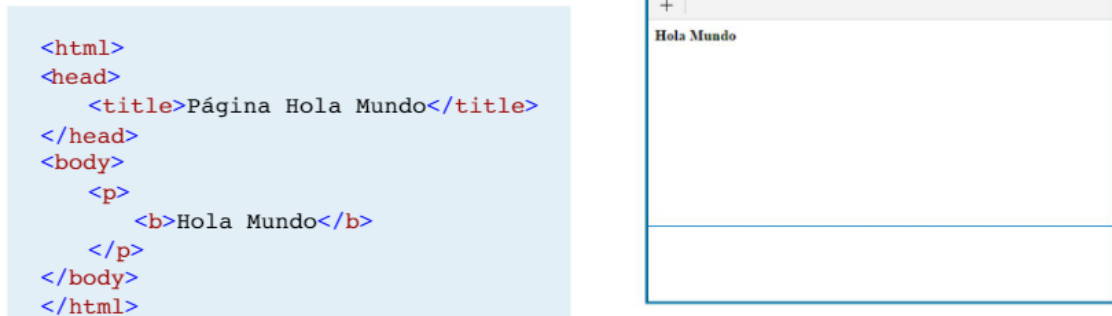 <html>
<head>
<title>Página Hola Mundo</title>
</head>
<body>
<p>
<b>Hola Mundo</b>
</p>
</body>
</html>
+
Hola Mundo